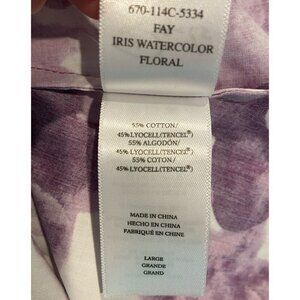 670-114C-5334
FAY
IRIS WATERCOLOR
FLORAL
55% COTTON/
45% LYOCELL(TENCEL®)
55% ALGODÓN/
45% LYOCELL(TENCEL®)
55% COTON/
45% LYOCELL(TENCEL®)
MADE IN CHINA
HECHO EN CHINA
FABRIQUÉ EN CHINE
LARGE
GRANDE
GRAND